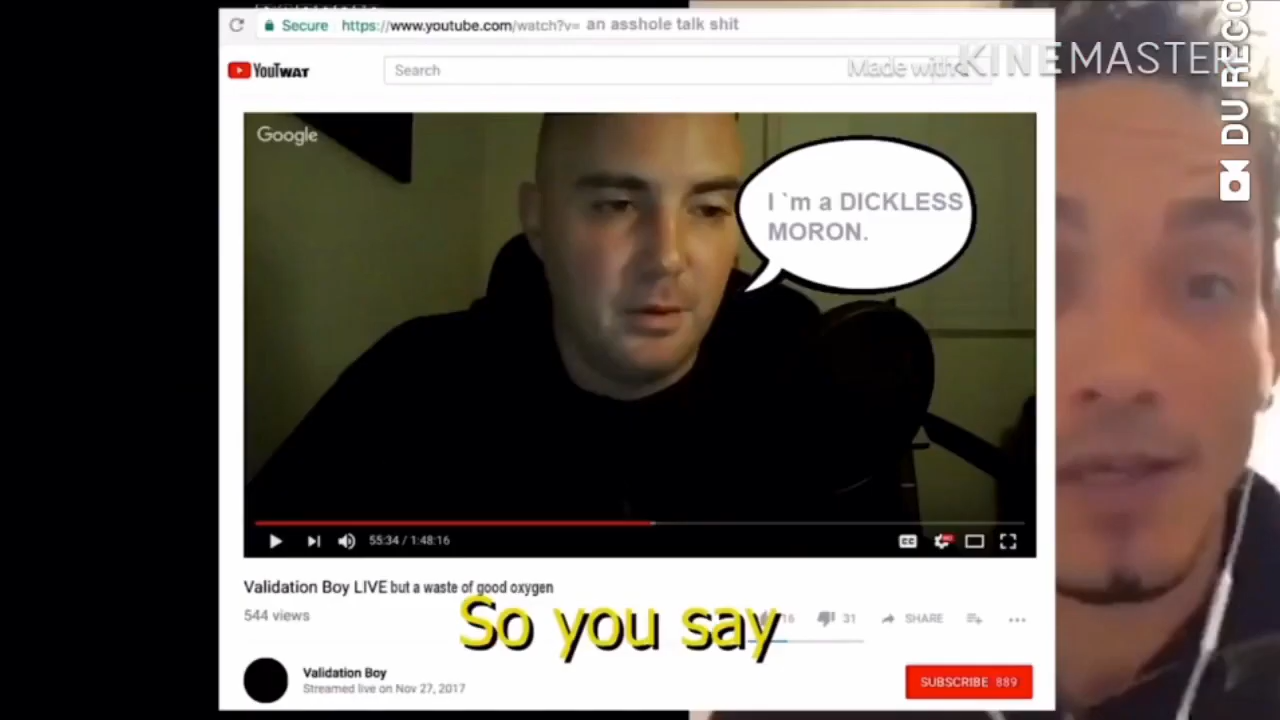 Secure https://www.youtube.com/watch?v= an asshole talk shit
YouTWAT
Search
Made with KINEMASTER
DU RECO
Google
I `m a DICKLESS
MORON.
55:34 / 1:48:16
CC
Validation Boy LIVE but a waste of good oxygen
544 views
16 31 SHARE
So you say
Validation Boy
Streamed live on Nov 27, 2017
SUBSCRIBE 889